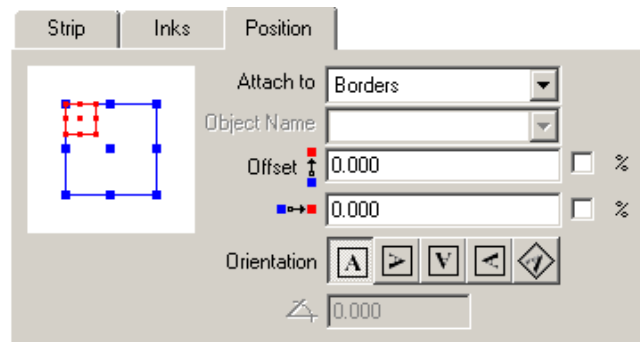 Strip Inks Position
Attach to Borders
Object Name
Offset 0.000 %
0.000 %
Orientation A A A A A
0.000